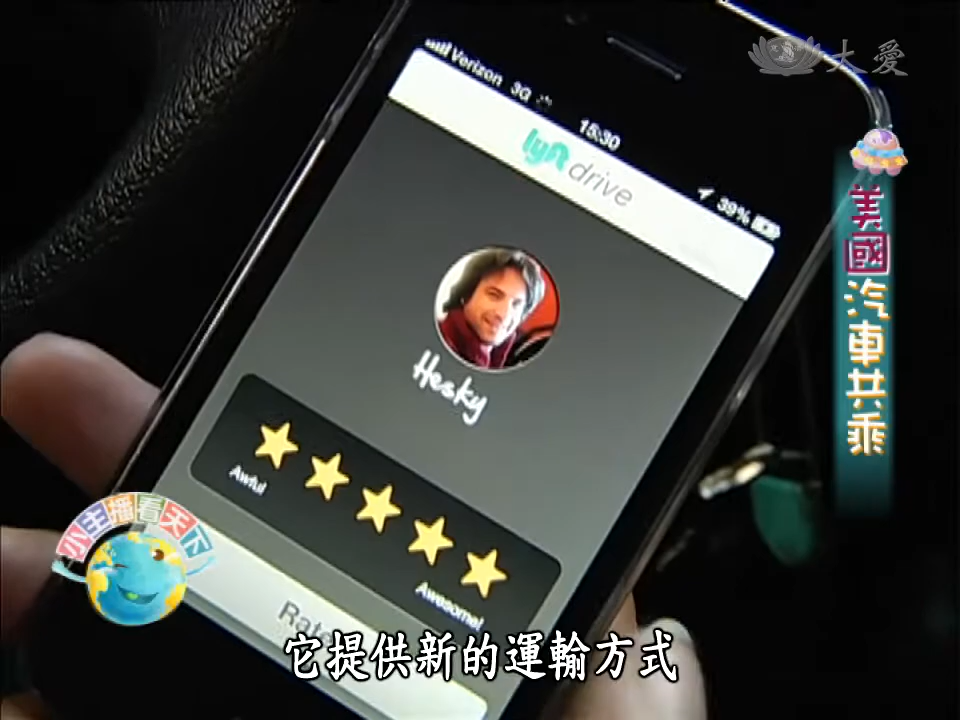 大愛
Verizon 3G
15:30
39%
lyft drive
美國汽車共乘
Hesky
Awful
Awesome!
小主播看天下
Rate
它提供新的運輸方式